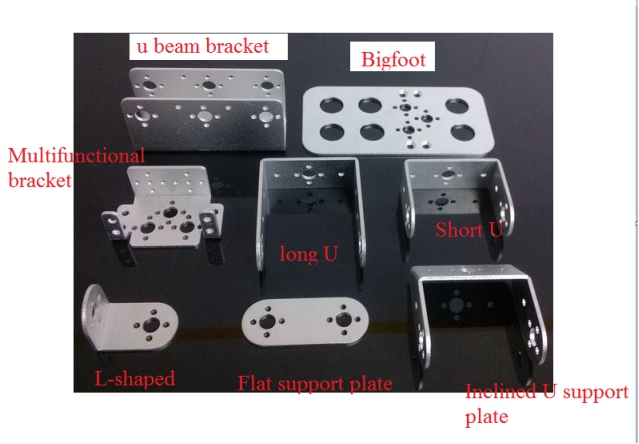 u beam bracket
Bigfoot
Multifunctional
bracket
long U
Short U
L-shaped
Flat support plate
Inclined U support
plate